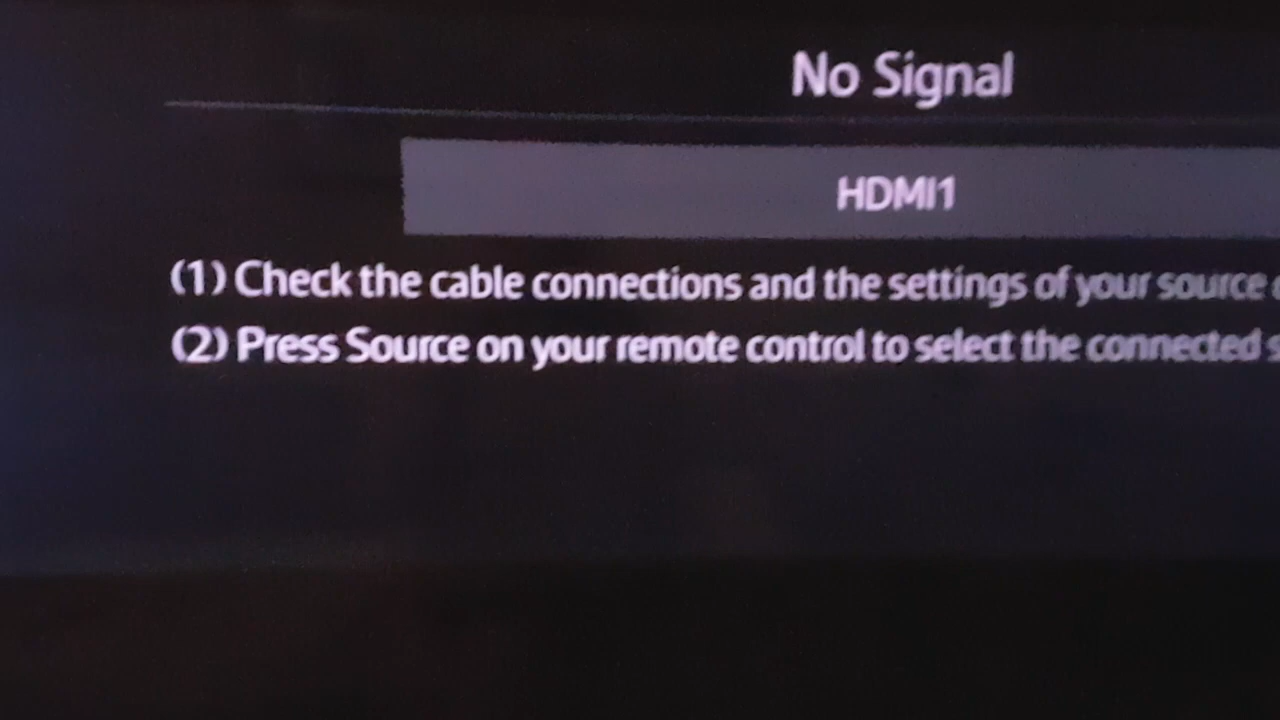 No Signal
HDMI1
(1) Check the cable connections and the settings of your source
(2) Press Source on your remote control to select the connected